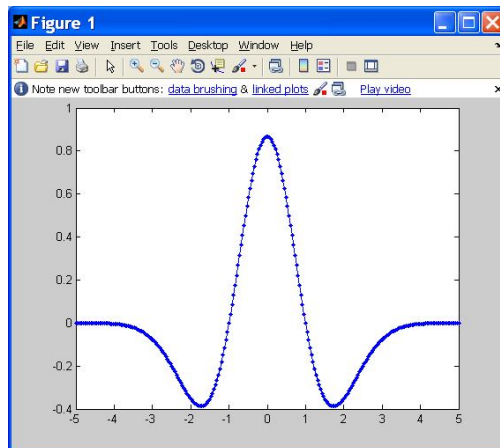 Figure 1
File Edit View Insert Tools Desktop Window Help
Note new toolbar buttons: data brushing & linked plots Play video
1
0.8
0.6
0.4
0.2
0
-0.2
-0.4
-5 -4 -3 -2 -1 0 1 2 3 4 5